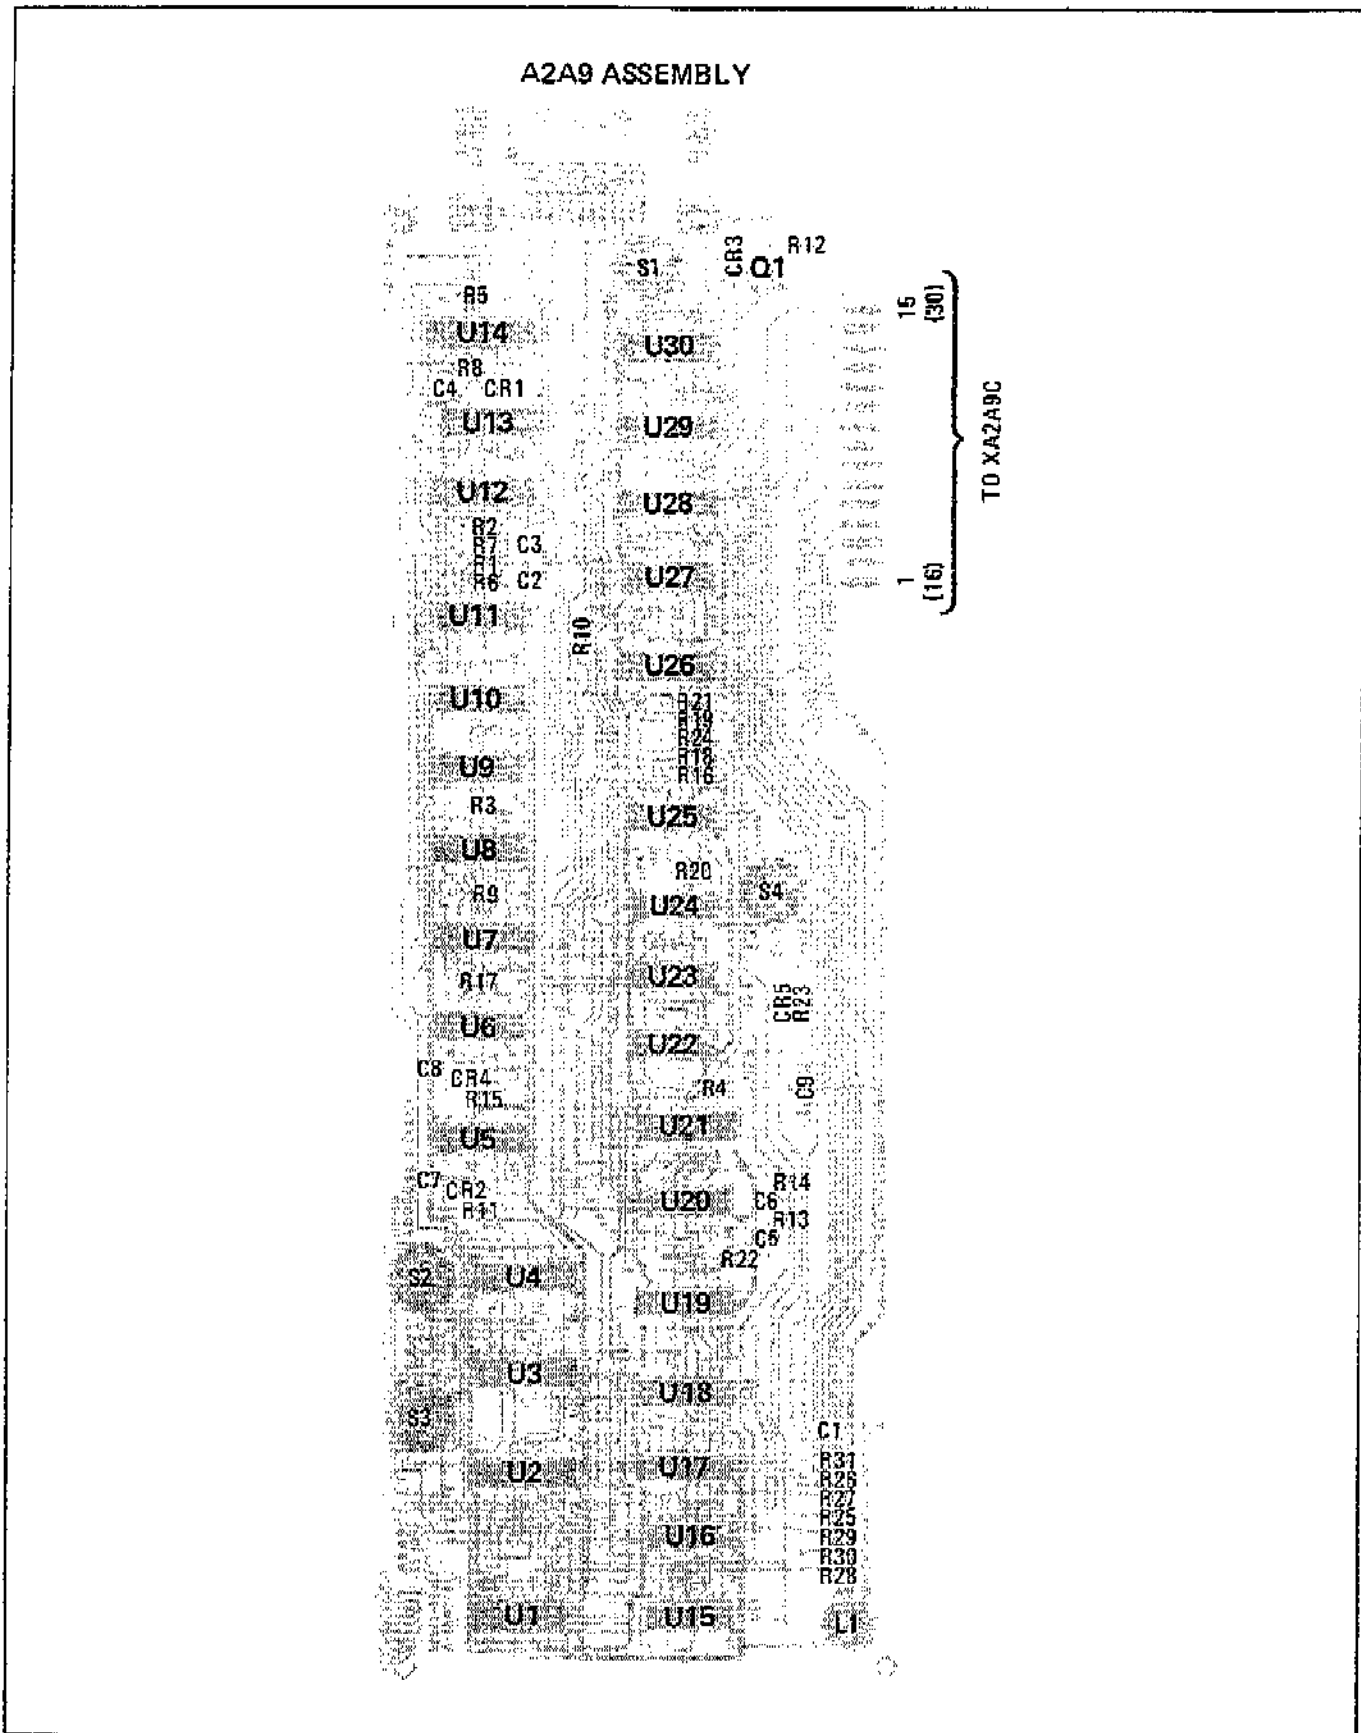 A2A9 ASSEMBLY
CR3
R12
S1
Q1
R5
15
(30)
U14
U30
R8
C4
CR1
U13
U29
TO XA2A9C
U12
U28
R2
R7
C3
R1
R6
C2
U27
1
(16)
U11
R10
U26
U10
R21
R19
R24
R18
R16
U9
R3
U25
U8
R20
S4
R9
U24
U7
R17
U23
CR5
R23
U6
U22
C8
CR4
R15
R4
C9
U21
U5
C7
CR2
R11
R14
U20
C6
R13
C5
R22
S2
U4
U19
U3
U18
S3
C1
R31
U2
U17
R26
R27
R25
U16
R29
R30
R28
U1
U15
L1